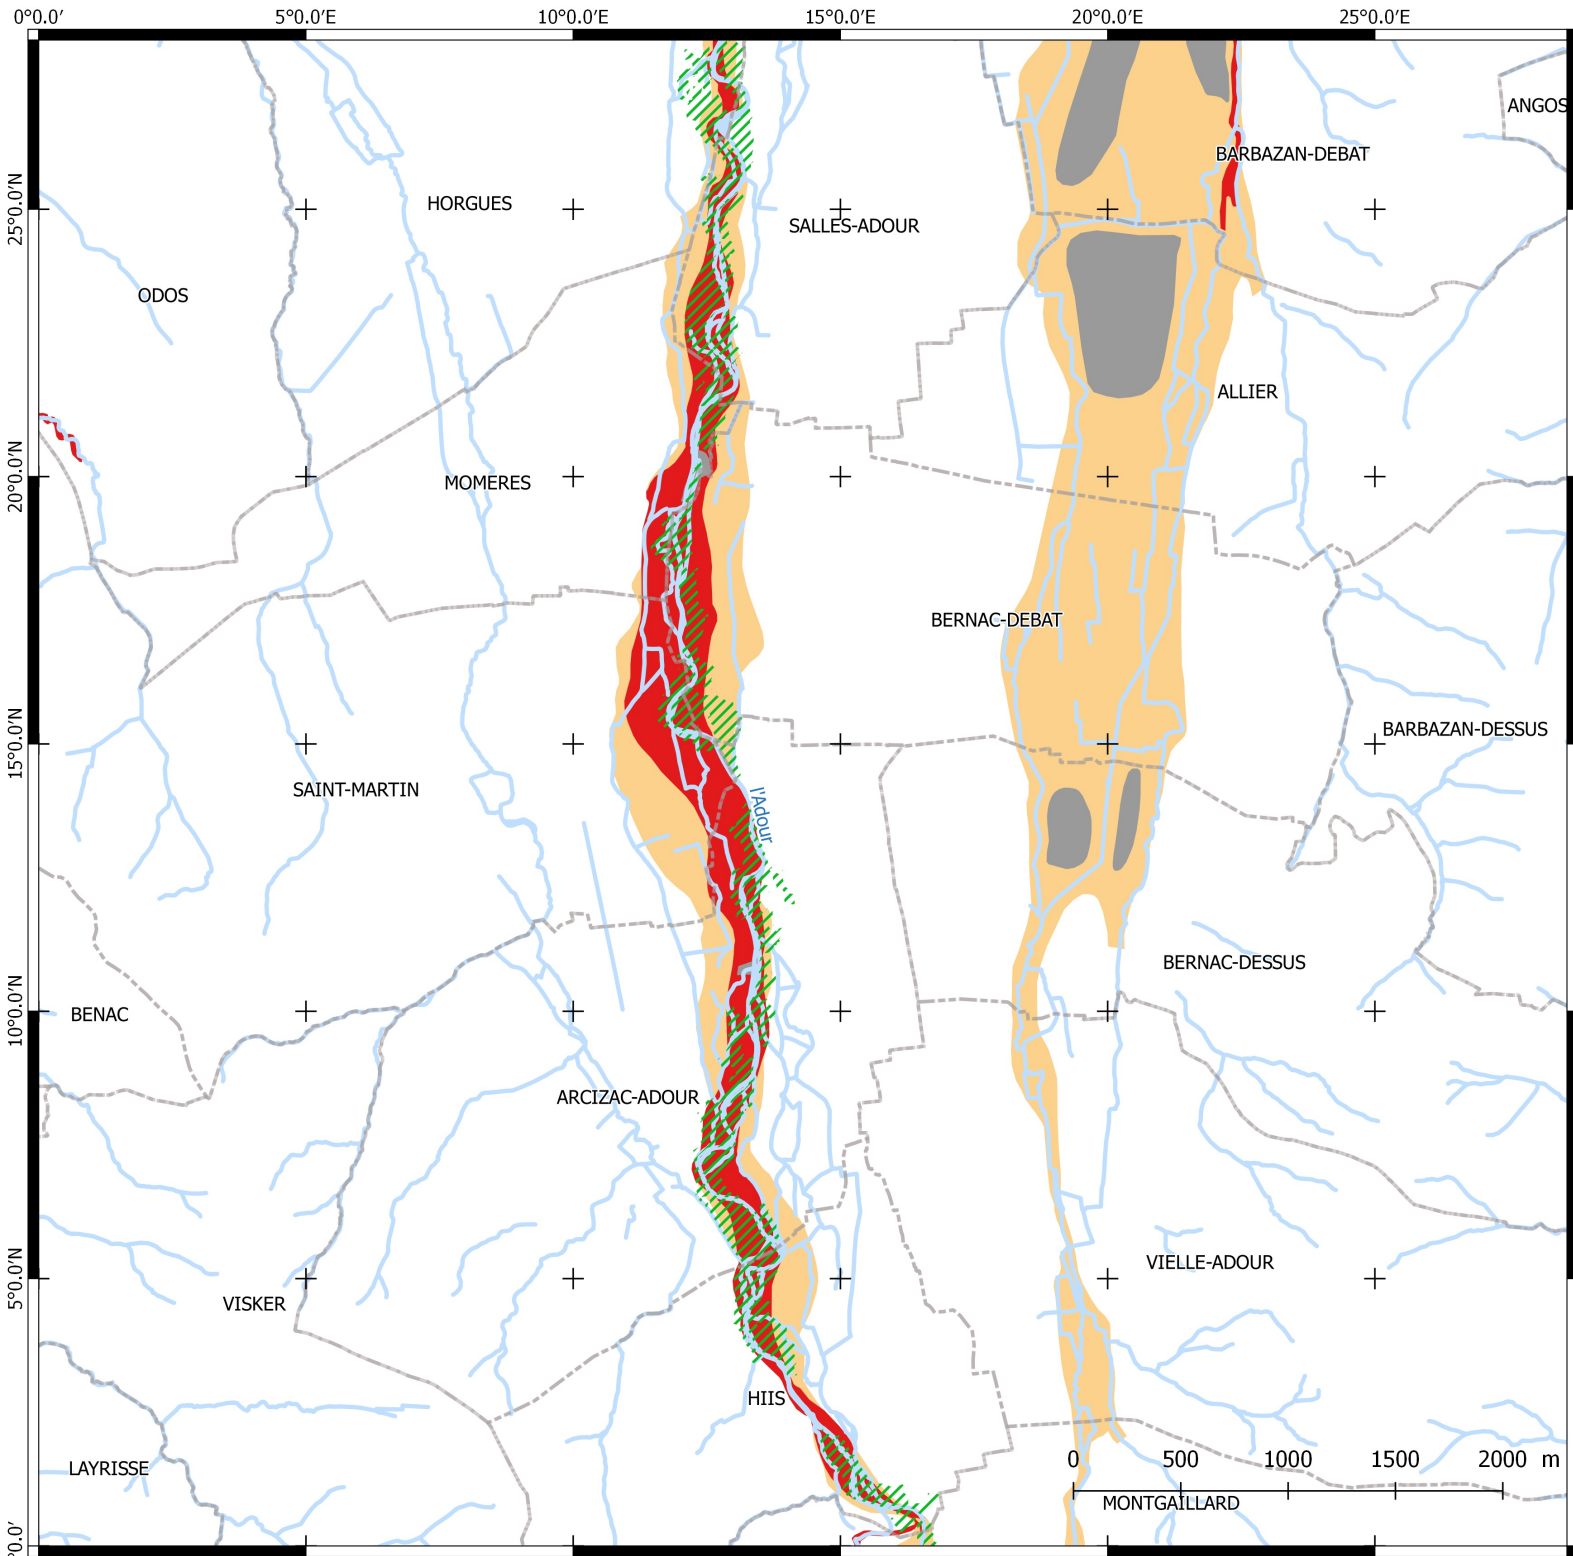 0°0.0′ 5°0.0′E 10°0.0′E 15°0.0′E 20°0.0′E 25°0.0′E
ANGOS
BARBAZAN-DEBAT
25°0.0′N
HORGUES
SALLES-ADOUR
ODOS
ALLIER
20°0.0′N
MOMERES
BERNAC-DEBAT
15°0.0′N
BARBAZAN-DESSUS
SAINT-MARTIN
l'Adour
BERNAC-DESSUS
10°0.0′N
BENAC
ARCIZAC-ADOUR
5°0.0′N
VIELLE-ADOUR
VISKER
HIIS
LAYRISSE
0 500 1000 1500 2000 m
MONTGAILLARD
°0.0′